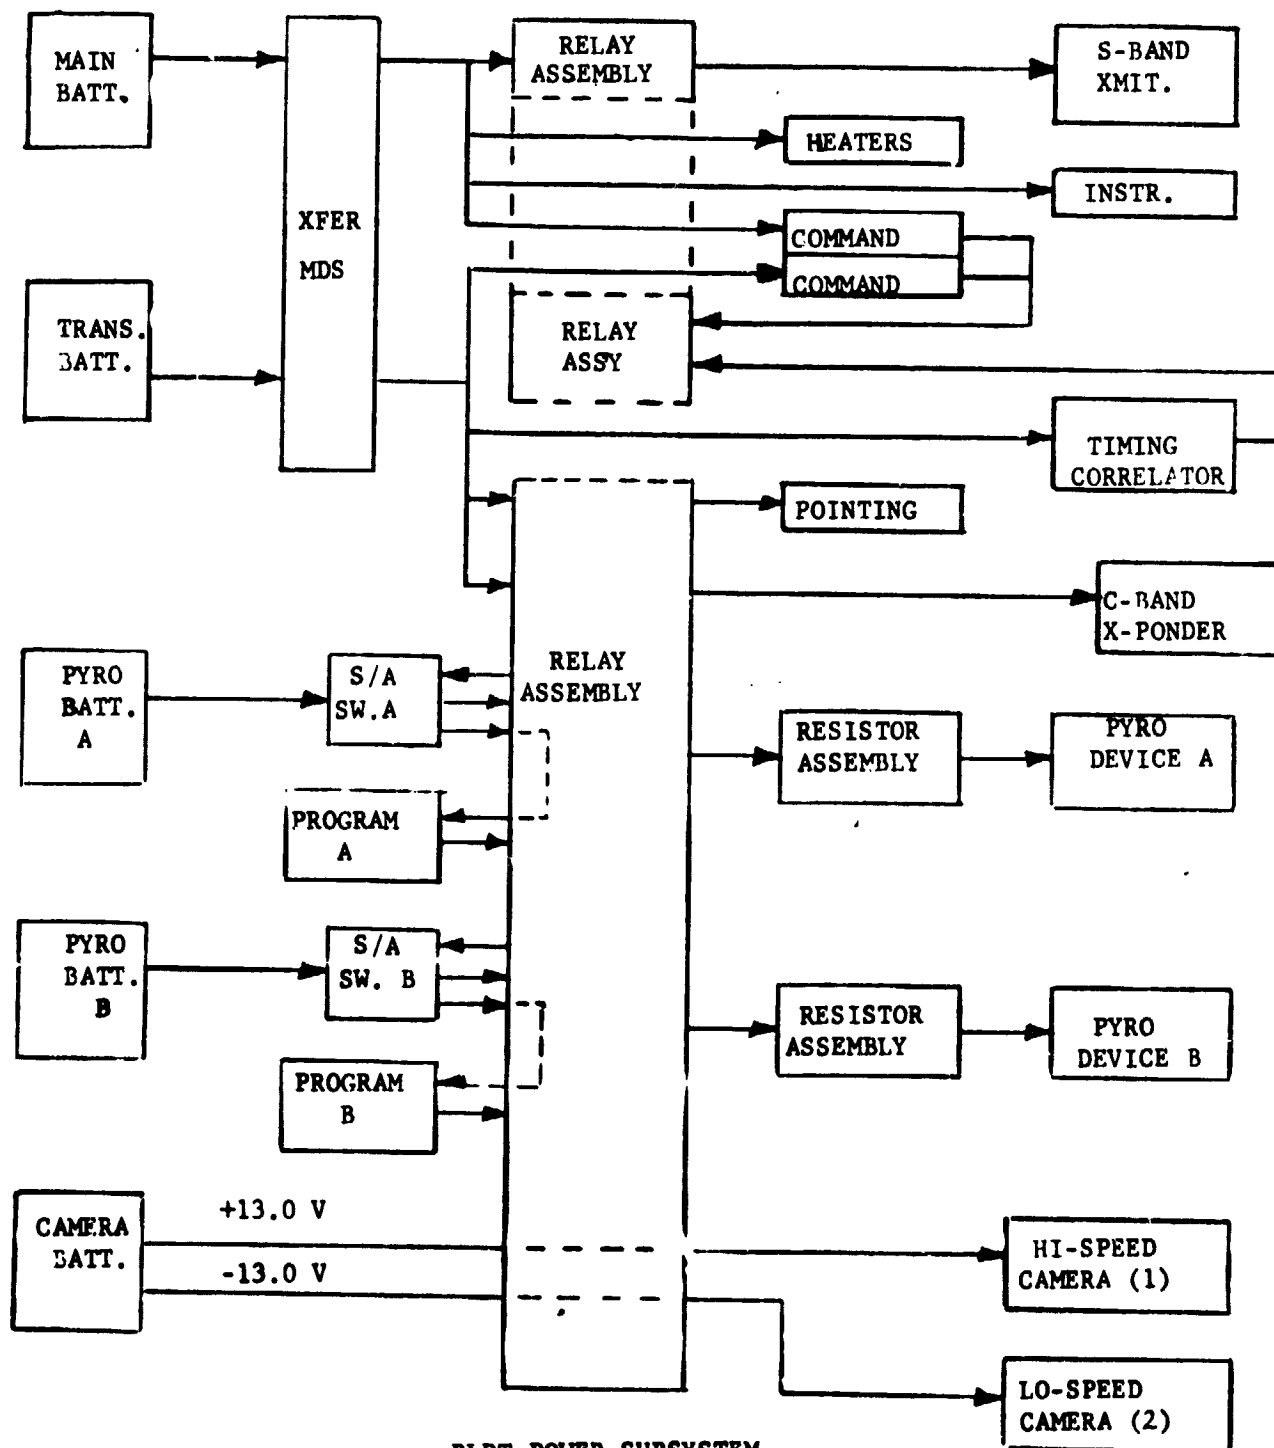 MAIN
BATT.
XFER
MDS
RELAY
ASSEMBLY
S-BAND
XMIT.
HEATERS
INSTR.
COMMAND
COMMAND
TRANS.
BATT.
RELAY
ASSY
TIMING
CORRELATOR
POINTING
C-BAND
X-PONDER
RELAY
ASSEMBLY
PYRO
BATT.
A
S/A
SW.A
RESISTOR
ASSEMBLY
PYRO
DEVICE A
PROGRAM
A
PYRO
BATT.
B
S/A
SW. B
RESISTOR
ASSEMBLY
PYRO
DEVICE B
PROGRAM
B
CAMERA
BATT.
+13.0 V
-13.0 V
HI-SPEED
CAMERA (1)
LO-SPEED
CAMERA (2)
POWER SUBSYSTEM